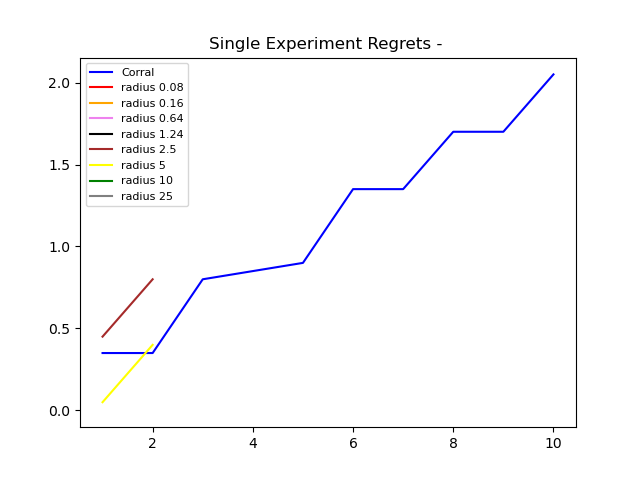 Single Experiment Regrets -
Corral
radius 0.08
radius 0.16
radius 0.64
radius 1.24
radius 2.5
radius 5
radius 10
radius 25
2.0
1.5
1.0
0.5
0.0
2 4 6 8 10